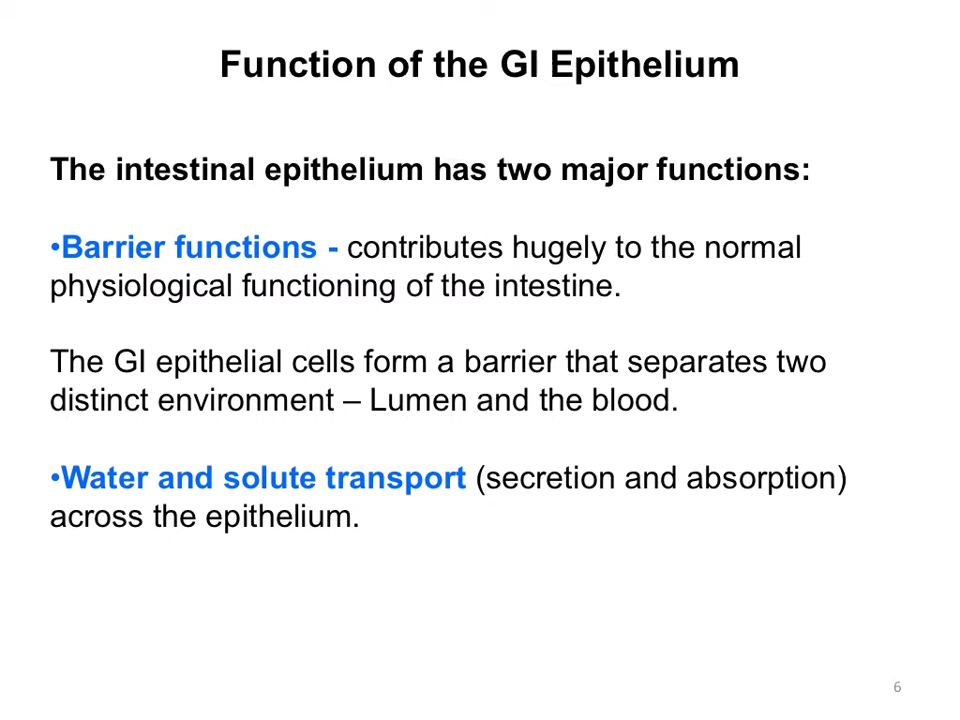 Function of the GI Epithelium
The intestinal epithelium has two major functions:
•Barrier functions - contributes hugely to the normal
physiological functioning of the intestine.
The GI epithelial cells form a barrier that separates two
distinct environment – Lumen and the blood.
•Water and solute transport (secretion and absorption)
across the epithelium.
6